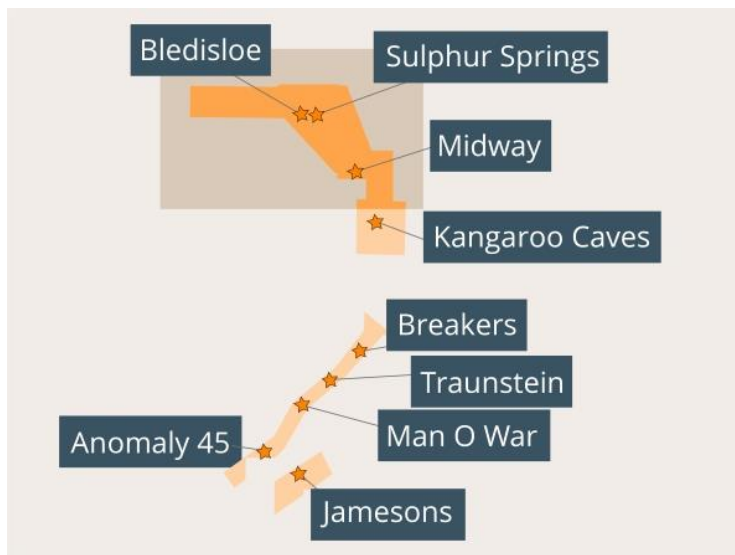 Bledisloe
Sulphur Springs
Midway
Kangaroo Caves
Breakers
Traunstein
Man O War
Anomaly 45
Jamesons